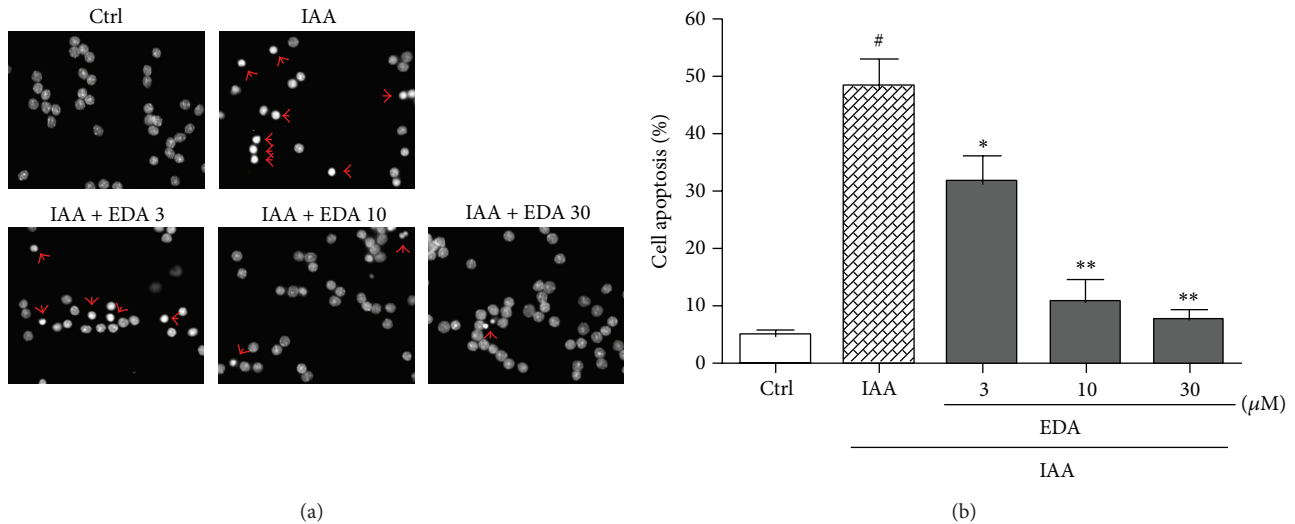 Ctrl IAA
IAA + EDA 3 IAA + EDA 10 IAA + EDA 30
(a)
Cell apoptosis (%)
60
50
40
30
20
10
0
#
*
**
**
Ctrl IAA 3 10 30 (μM)
EDA
IAA
(b)